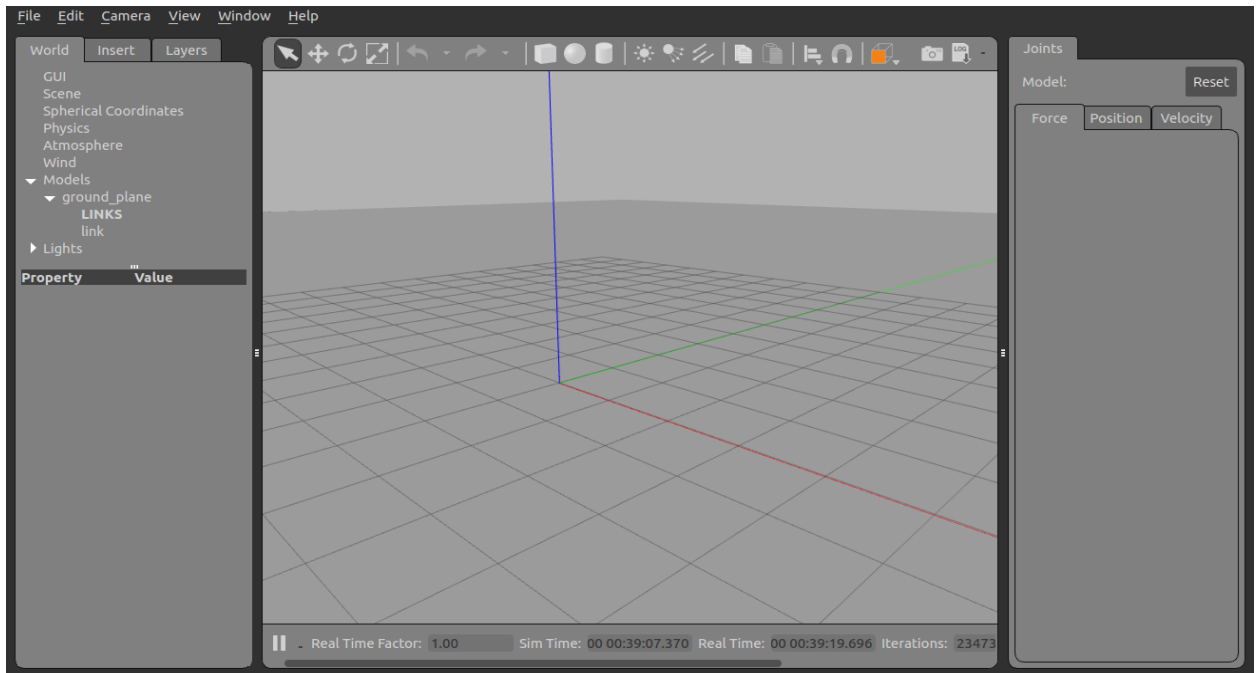 File Edit Camera View Window Help
World Insert Layers
GUI
Scene
Spherical Coordinates
Physics
Atmosphere
Wind
Models
ground_plane
LINKS
link
Lights
Property Value
LOG
Real Time Factor: 1.00 Sim Time: 00 00:39:07.370 Real Time: 00 00:39:19.696 Iterations: 23473
Joints
Model: Reset
Force Position Velocity